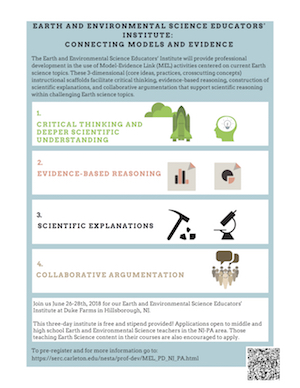 EARTH AND ENVIRONMENTAL SCIENCE EDUCATORS'
INSTITUTE:
CONNECTING MODELS AND EVIDENCE
The Earth and Environmental Science Educators' Institute will provide professional
development in the use of Model-Evidence Link (MEL) activities centered on current Earth
science topics. These 3-dimensional (core ideas, practices, crosscutting concepts)
instructional scaffolds facilitate critical thinking, evidence-based reasoning, construction of
scientific explanations, and collaborative argumentation that support scientific reasoning
within challenging Earth science topics.
1.
CRITICAL THINKING AND
DEEPER SCIENTIFIC
UNDERSTANDING
2.
EVIDENCE-BASED REASONING
3.
SCIENTIFIC EXPLANATIONS
4.
COLLABORATIVE ARGUMENTATION
Join us June 26-28th, 2018 for our Earth and Environmental Science Educators'
Institute at Duke Farms in Hillsborough, NJ
This three-day institute is free and stipend provided! Applications open to middle and
high school Earth and Environmental Science teachers in the NJ-PA area. Those
teaching Earth Science content in their courses are also encouraged to apply.
To pre-register and for more information go to:
https://serc.carleton.edu/nesta/prof-dev/MEL_PD_NJ_PA.html